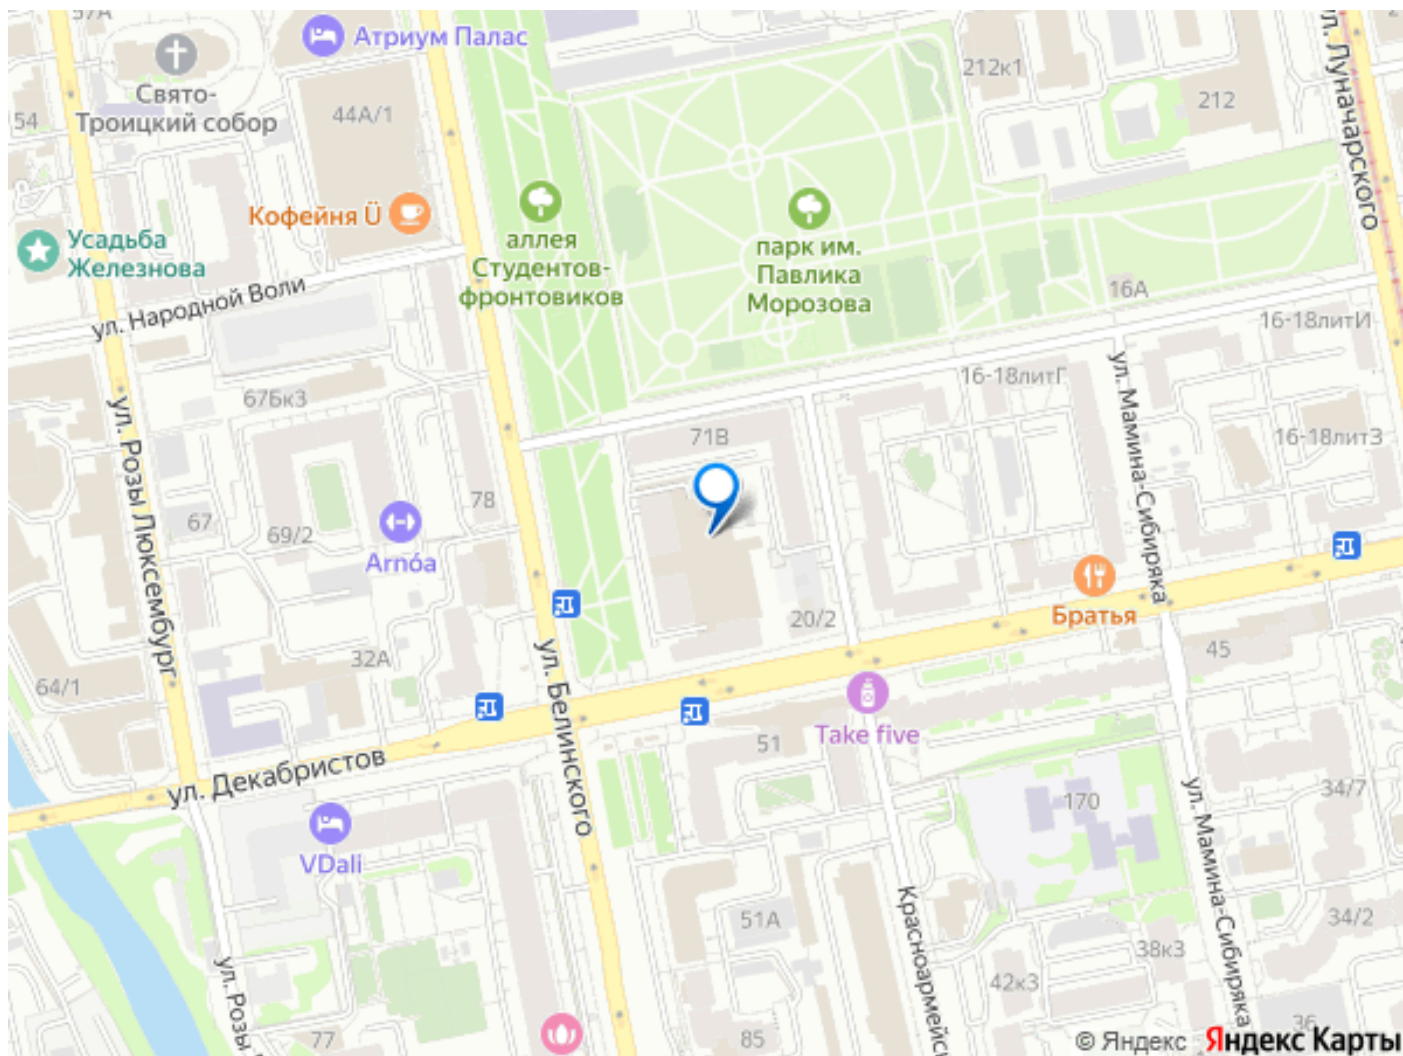 57А
Атриум Палас
Свято-
Троицкий собор
54
44А/1
212к1
212
ул. Луначарского
Кофейня Ü
Усадьба
Железнова
аллея
Студентов-
фронтовиков
парк им.
Павлика
Морозова
ул. Народной Воли
16А
16-18литИ
67Бк3
16-18литГ
ул. Мамина-Сибиряка
ул. Розы Люксембург
71В
16-18литЗ
78
67
69/2
Arnóa
Братья
20/2
45
32А
64/1
ул. Белинского
51
Take five
ул. Декабристов
170
34/7
VDali
ул. Мамина-Сибиряка
51А
Красноармейс
34/2
38к3
42к3
ул. Розы
77
85
36
© Яндекс Яндекс Карты